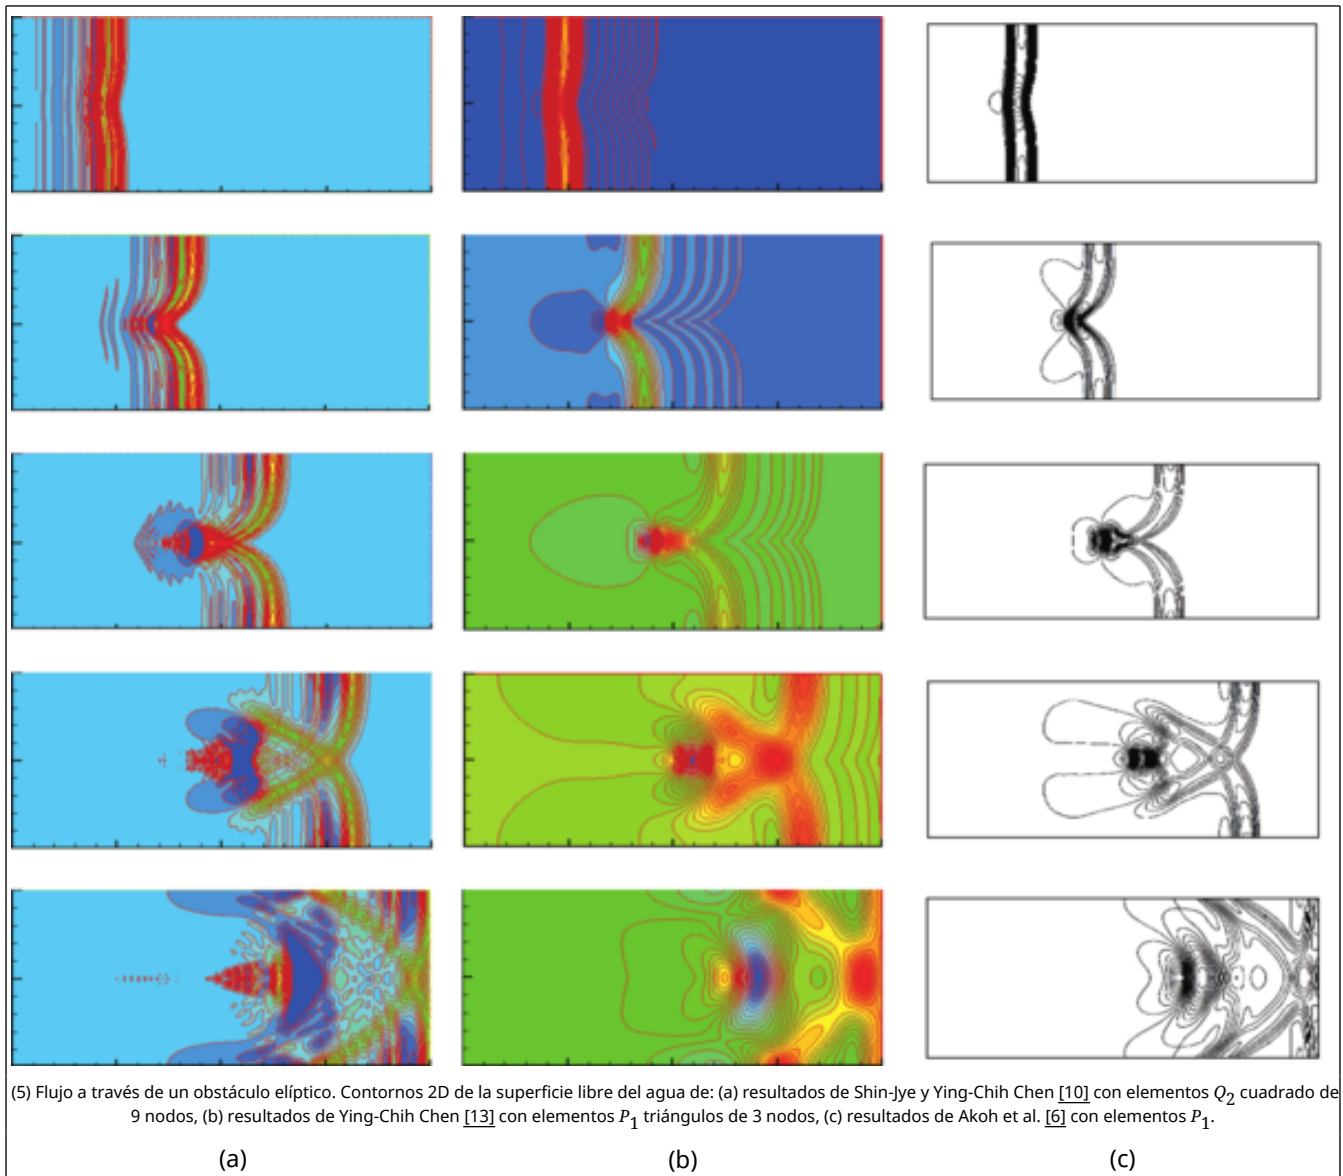 (5) Flujo a través de un obstáculo elíptico. Contornos 2D de la superficie libre del agua de: (a) resultados de Shin-Jye y Ying-Chih Chen [10] con elementos Q₂ cuadrado de
9 nodos, (b) resultados de Ying-Chih Chen [13] con elementos P₁ triángulos de 3 nodos, (c) resultados de Akoh et al. [6] con elementos P₁.
(a) (b) (c)